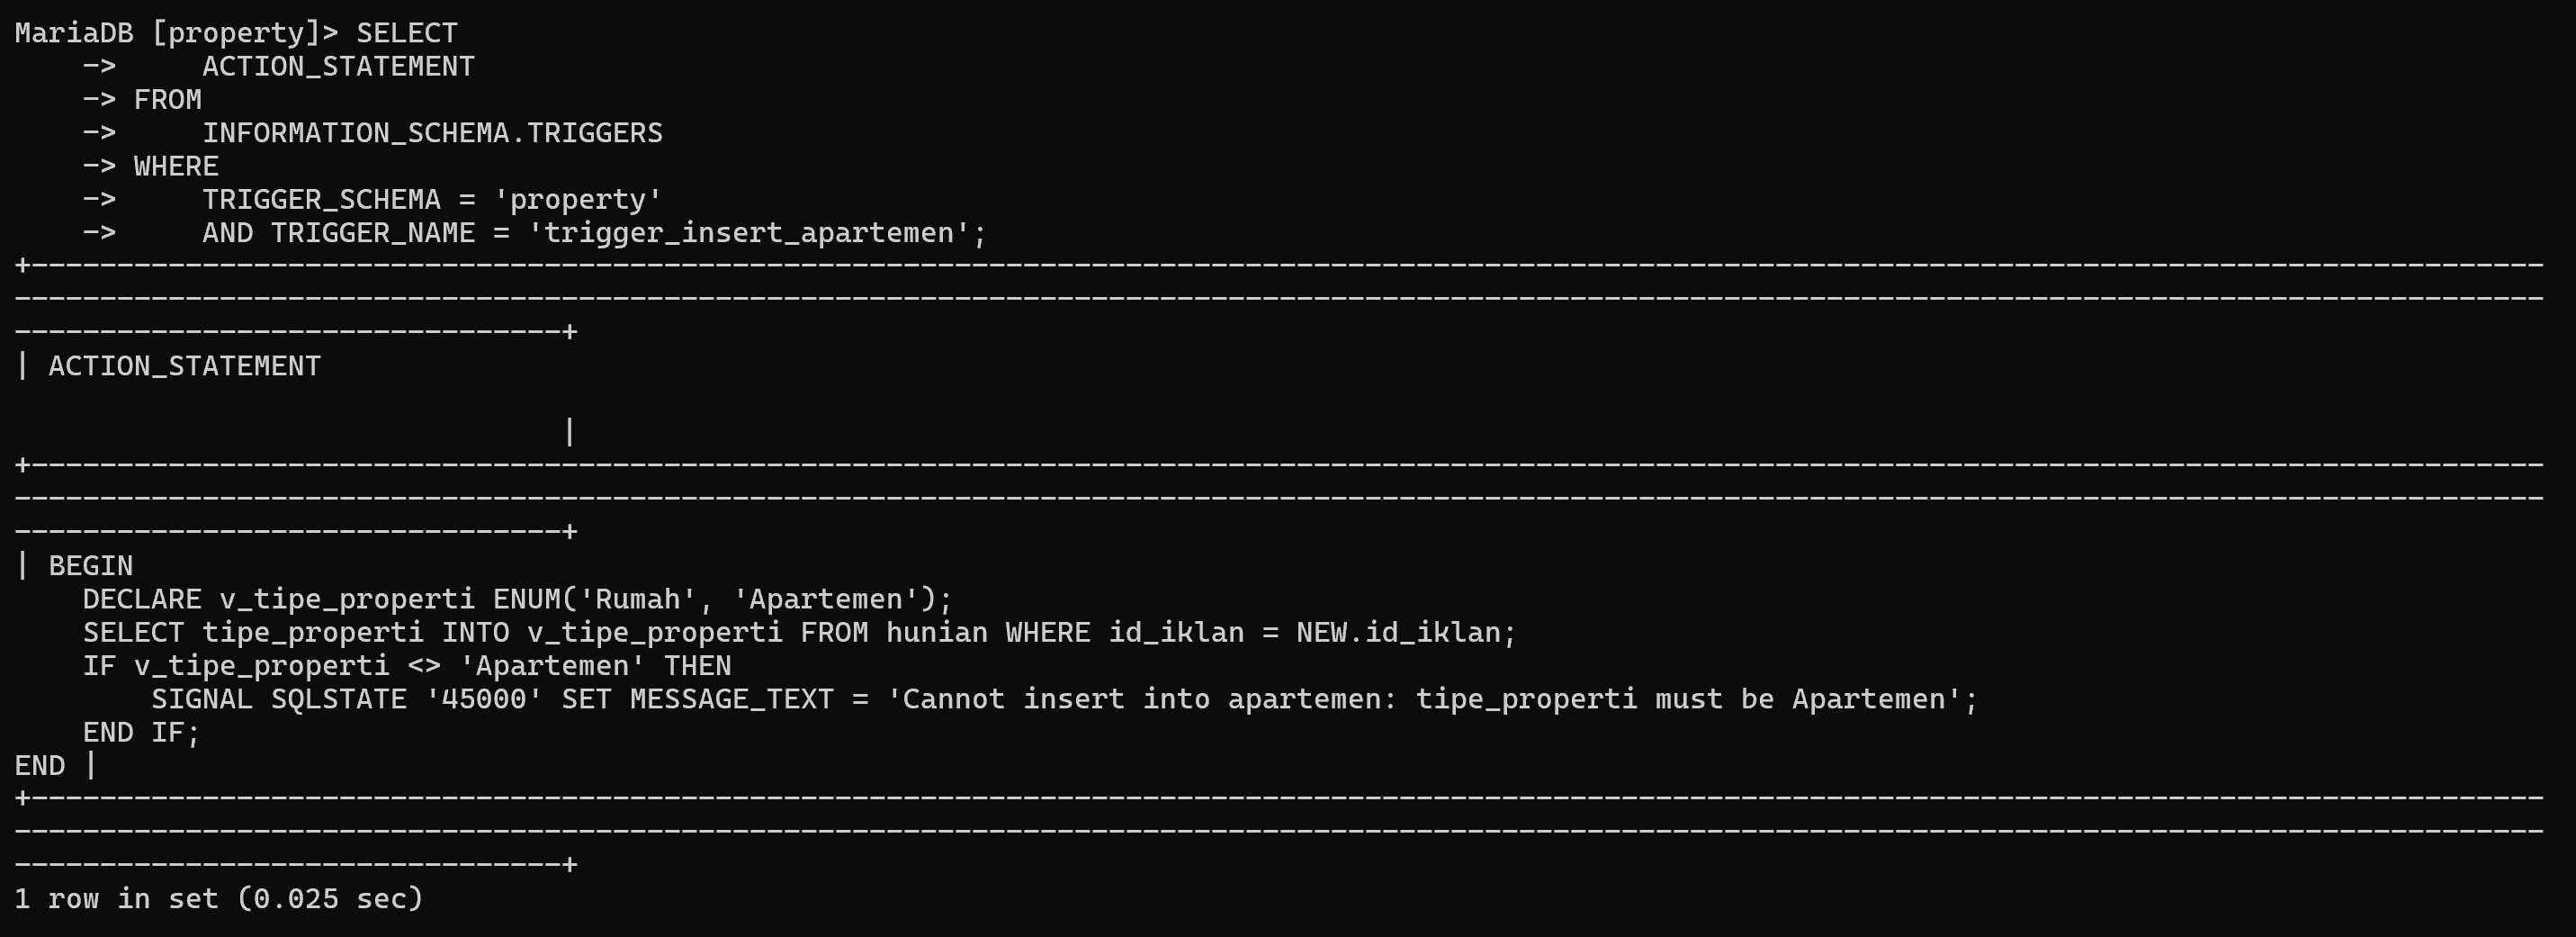 MariaDB [property]> SELECT
    ->     ACTION_STATEMENT
    -> FROM
    ->     INFORMATION_SCHEMA.TRIGGERS
    -> WHERE
    ->     TRIGGER_SCHEMA = 'property'
    ->     AND TRIGGER_NAME = 'trigger_insert_apartemen';
| ACTION_STATEMENT
|
| BEGIN
    DECLARE v_tipe_properti ENUM('Rumah', 'Apartemen');
    SELECT tipe_properti INTO v_tipe_properti FROM hunian WHERE id_iklan = NEW.id_iklan;
    IF v_tipe_properti <> 'Apartemen' THEN
        SIGNAL SQLSTATE '45000' SET MESSAGE_TEXT = 'Cannot insert into apartemen: tipe_properti must be Apartemen';
    END IF;
END |
1 row in set (0.025 sec)